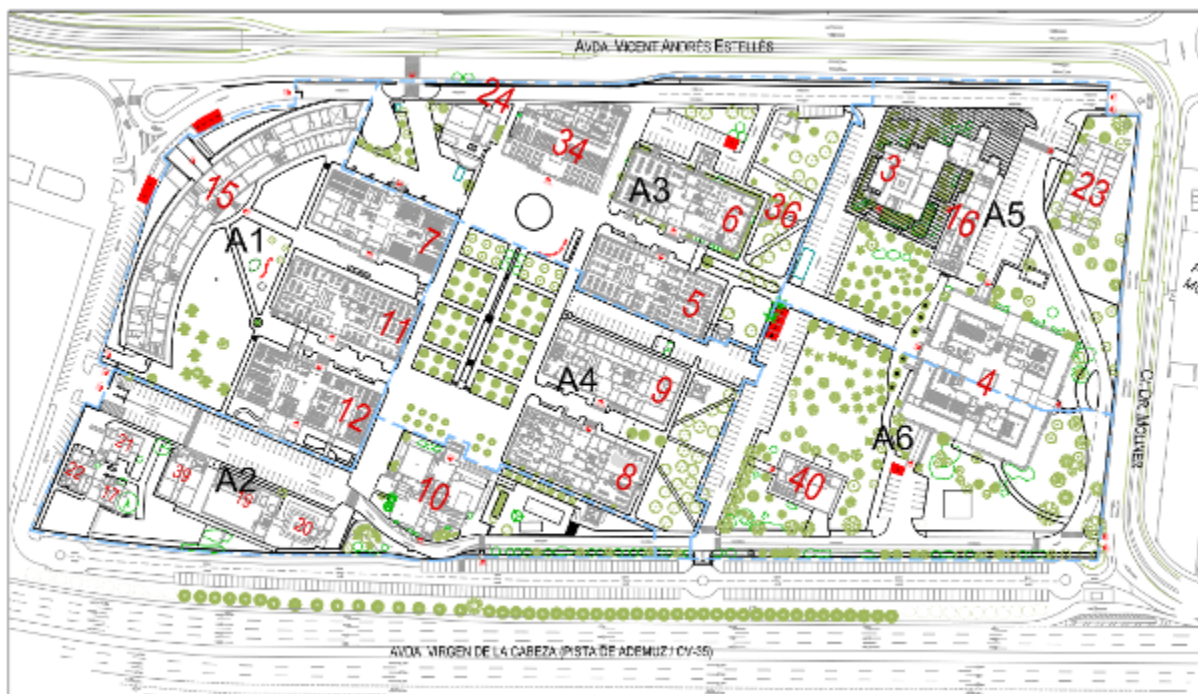 AVDA. VICENT ANDRÉS ESTELLÉS
24
34
3
23
15
A3
6
36
16
A5
A1
7
5
11
4
A4
9
12
A6
C/ DR. MOLINER
21
22
17
39
A2
19
20
10
8
40
AVDA. VIRGEN DE LA CABEZA (PISTA DE ADEMUZ / CV-35)